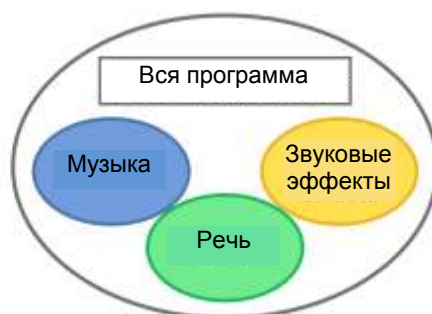 Вся программа
Музыка
Звуковые
эффекты
Речь